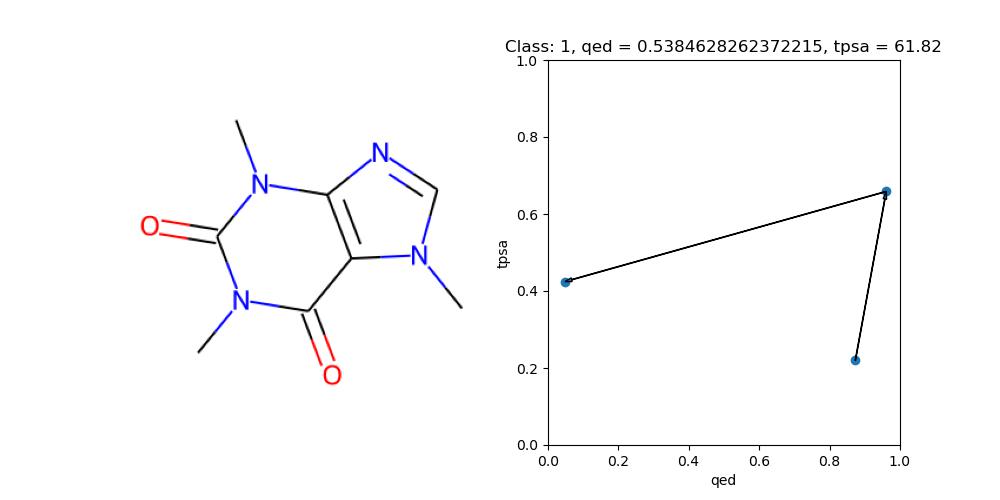 Class: 1, qed = 0.5384628262372215, tpsa = 61.82
1.0
0.8
0.6
0.4
0.2
0.0
tpsa
0.0 0.2 0.4 0.6 0.8 1.0
qed
N
N
O
N
N
O